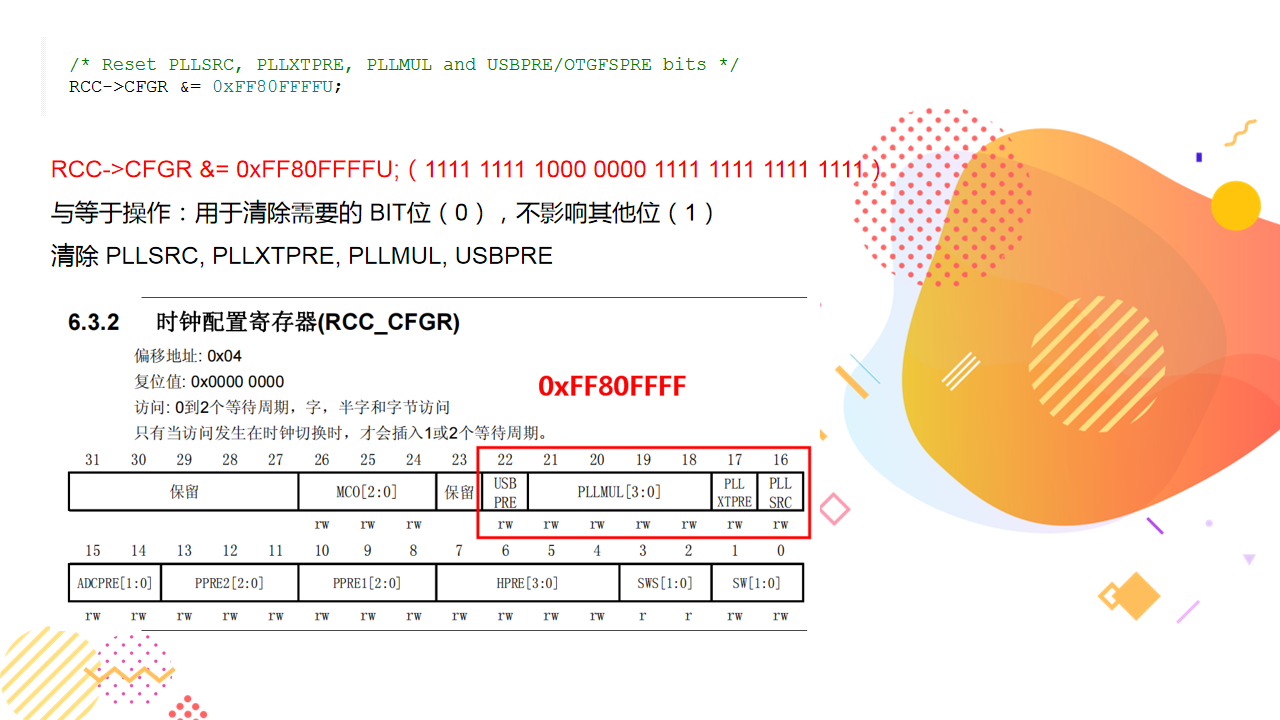 /* Reset PLLSRC, PLLXTPRE, PLLMUL and USBPRE/OTGFSPRE bits */
RCC->CFGR &= 0xFF80FFFFU;
RCC->CFGR &= 0xFF80FFFFU;（1111 1111 1000 0000 1111 1111 1111 1111）
与等于操作：用于清除需要的 BIT位（0），不影响其他位（1）
清除 PLLSRC, PLLXTPRE, PLLMUL, USBPRE
6.3.2 时钟配置寄存器(RCC_CFGR)
偏移地址: 0x04
复位值: 0x0000 0000
0xFF80FFFF
访问: 0到2个等待周期，字，半字和字节访问
只有当访问发生在时钟切换时，才会插入1或2个等待周期。
31 30 29 28 27 26 25 24 23 22 21 20 19 18 17 16
保留 MCO[2:0] 保留 USB PRE PLLMUL[3:0] PLL XTPRE PLL SRC
rw rw rw rw rw rw rw rw rw rw
15 14 13 12 11 10 9 8 7 6 5 4 3 2 1 0
ADCPRE[1:0] PPRE2[2:0] PPRE1[2:0] HPRE[3:0] SWS[1:0] SW[1:0]
rw rw rw rw rw rw rw rw rw rw rw rw r r rw rw